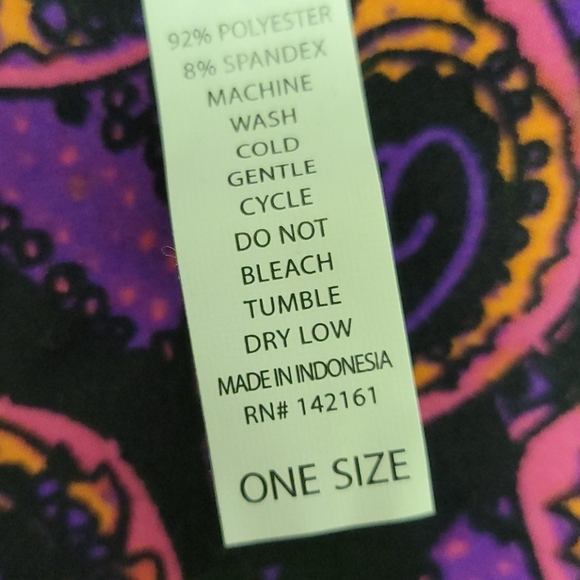 92% POLYESTER
8% SPANDEX
MACHINE
WASH
COLD
GENTLE
CYCLE
DO NOT
BLEACH
TUMBLE
DRY LOW
MADE IN INDONESIA
RN# 142161
ONE SIZE